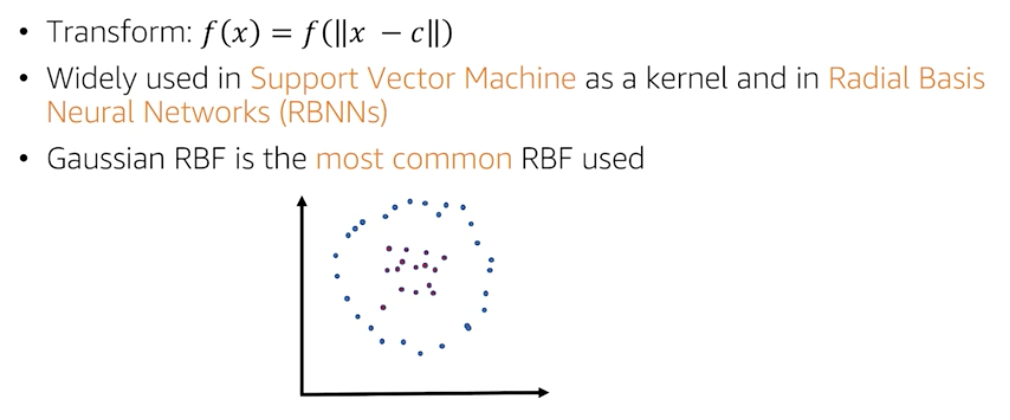 • Transform: 𝑓(𝑥) = 𝑓(‖𝑥 − 𝑐‖)
• Widely used in Support Vector Machine as a kernel and in Radial Basis
Neural Networks (RBNNs)
• Gaussian RBF is the most common RBF used